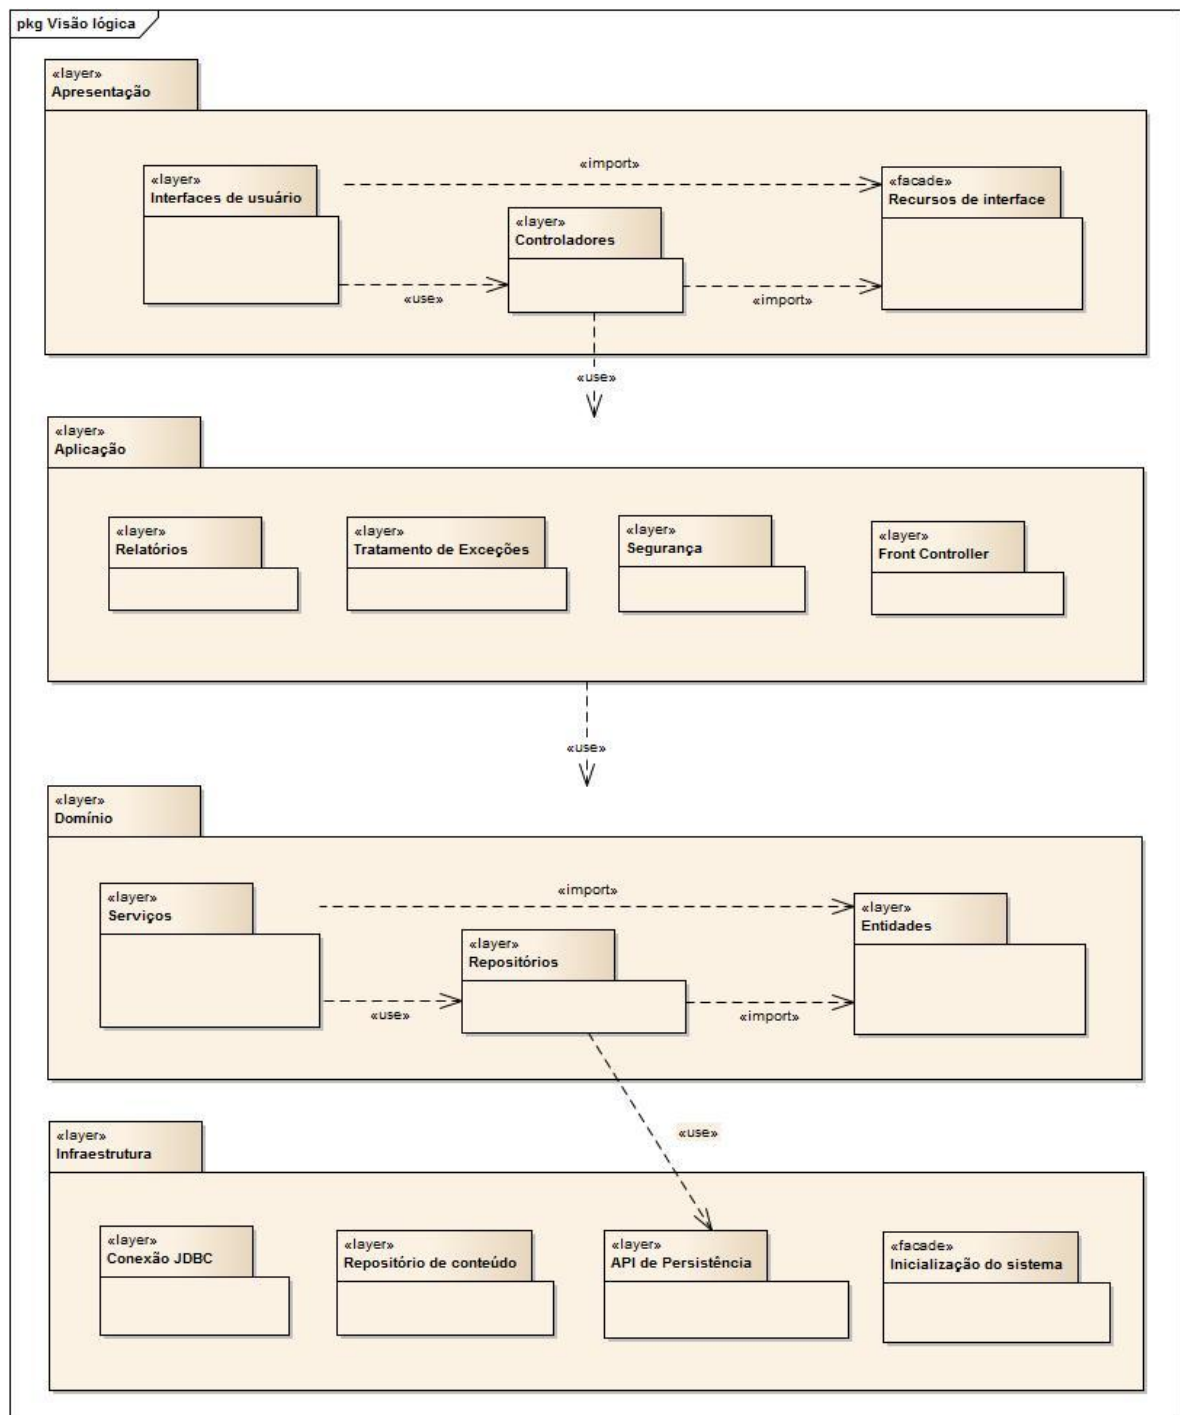 pkg Visão lógica
«layer»
Apresentação
«import»
«layer»
Interfaces de usuário
«facade»
Recursos de interface
«layer»
Controladores
«use»
«import»
«use»
«layer»
Aplicação
«layer»
Relatórios
«layer»
Tratamento de Exceções
«layer»
Segurança
«layer»
Front Controller
«use»
«layer»
Domínio
«layer»
Serviços
«import»
«layer»
Entidades
«layer»
Repositórios
«use»
«import»
«use»
«layer»
Infraestrutura
«layer»
Conexão JDBC
«layer»
Repositório de conteúdo
«layer»
API de Persistência
«facade»
Inicialização do sistema